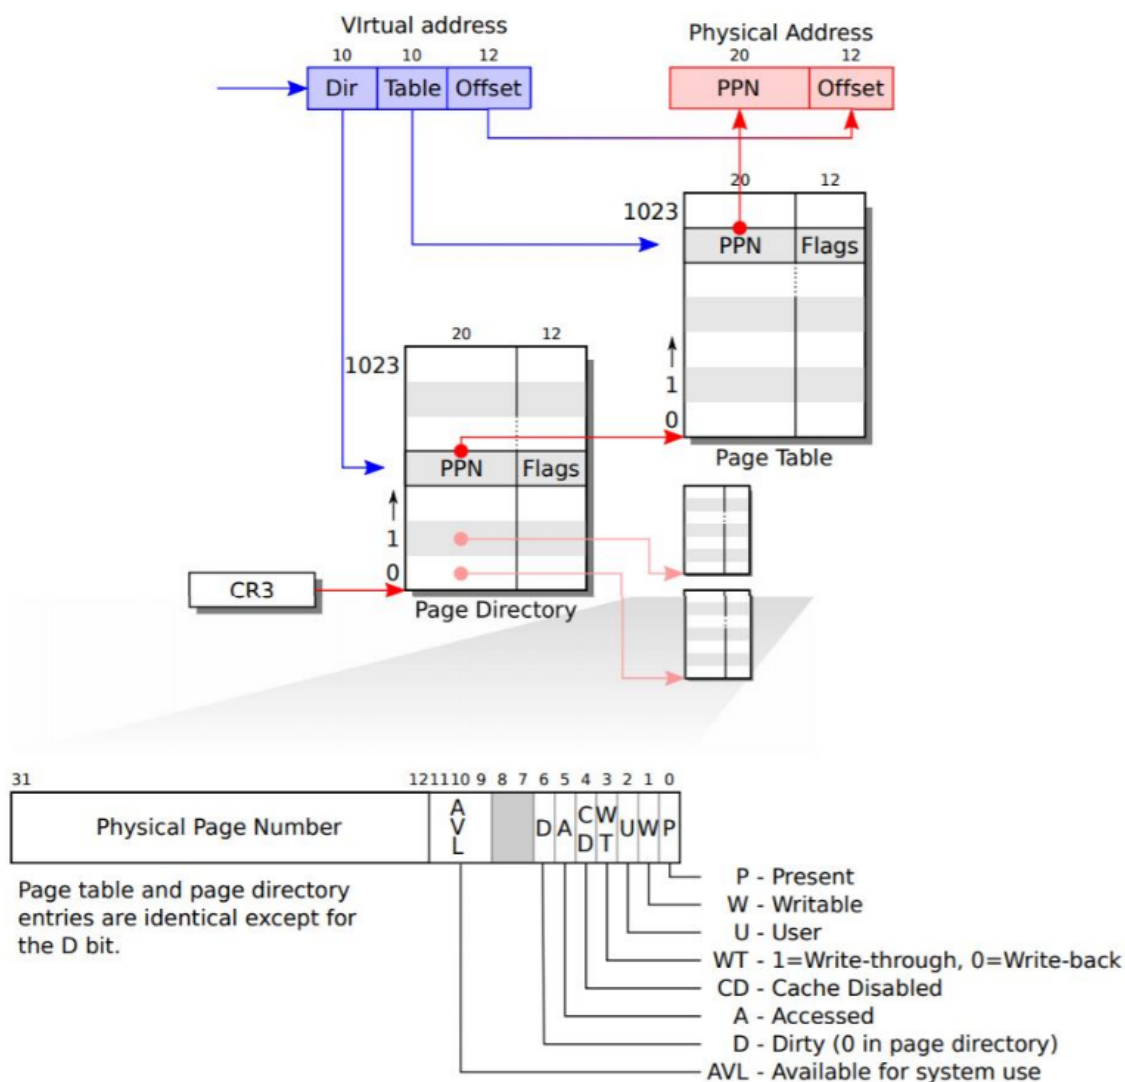 VIrtual address
Physical Address
10 10 12
20 12
Dir Table Offset
PPN Offset
20 12
1023
PPN Flags
20 12
1023
1
0
Page Table
PPN Flags
1
0
CR3
Page Directory
31 12 11 10 9 8 7 6 5 4 3 2 1 0
Physical Page Number AVL D A CD WT U W P
Page table and page directory
entries are identical except for
the D bit.
P - Present
W - Writable
U - User
WT - 1=Write-through, 0=Write-back
CD - Cache Disabled
A - Accessed
D - Dirty (0 in page directory)
AVL - Available for system use